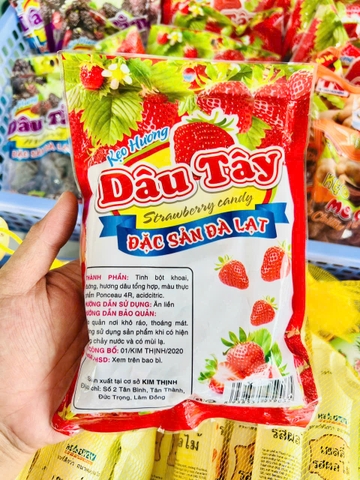 Kẹo Hương
Dâu Tây
Strawberry candy
ĐẶC SẢN ĐÀ LẠT
THÀNH PHẦN: Tinh bột khoai,
đường, hương dâu tổng hợp, màu thực
phẩm Ponceau 4R, acidcitric.
HƯỚNG DẪN SỬ DỤNG: Ăn liền
HƯỚNG DẪN BẢO QUẢN:
quản nơi khô ráo, thoáng mát.
sử dụng sản phẩm khi có hiện
chảy nước và có mùi lạ.
CÔNG BỐ: 01/KIM THỊNH/2020
HSD: Xem trên bao bì.
xuất tại cơ sở KIM THỊNH
chỉ: Số 2 Tân Bình, Tân Thành,
Đức Trọng, Lâm Đồng